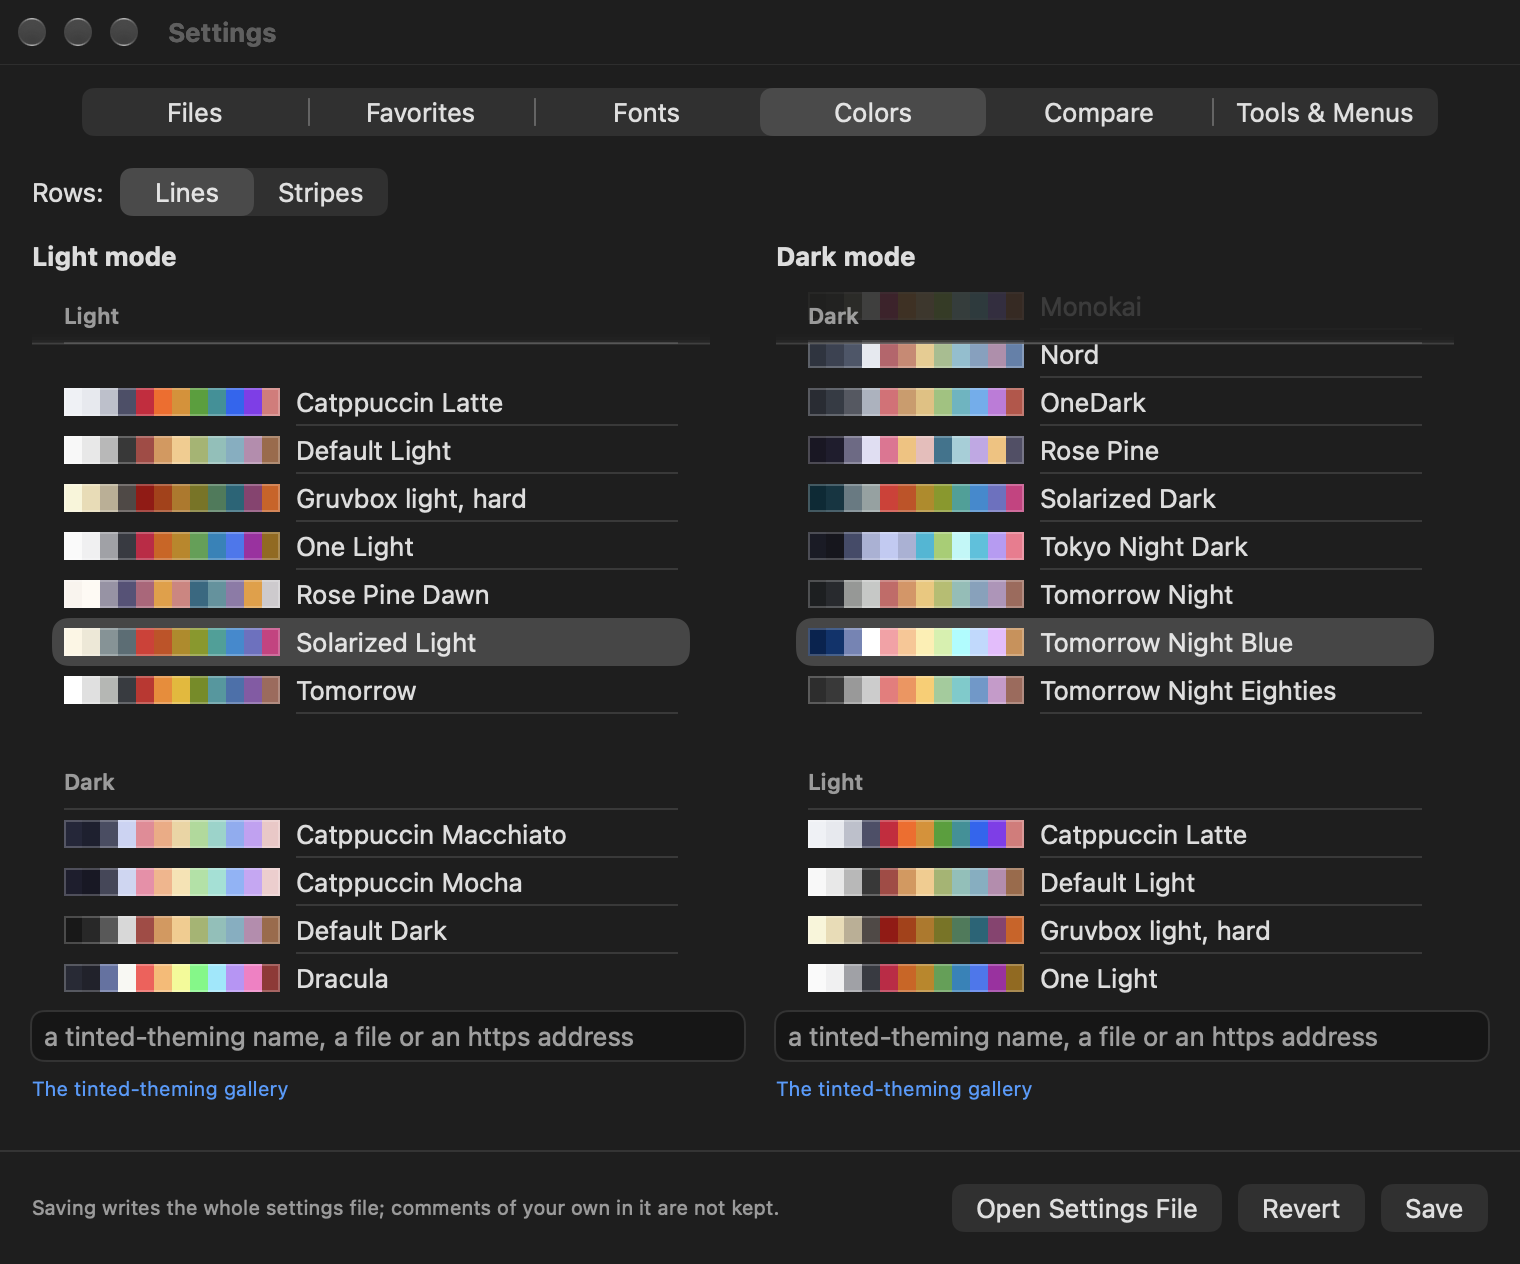 Settings
Files
Favorites
Fonts
Colors
Compare
Tools & Menus
Rows:
Lines
Stripes
Light mode
Light
Catppuccin Latte
Default Light
Gruvbox light, hard
One Light
Rose Pine Dawn
Solarized Light
Tomorrow
Dark
Catppuccin Macchiato
Catppuccin Mocha
Default Dark
Dracula
a tinted-theming name, a file or an https address
The tinted-theming gallery
Dark mode
Monokai
Dark
Nord
OneDark
Rose Pine
Solarized Dark
Tokyo Night Dark
Tomorrow Night
Tomorrow Night Blue
Tomorrow Night Eighties
Light
Catppuccin Latte
Default Light
Gruvbox light, hard
One Light
a tinted-theming name, a file or an https address
The tinted-theming gallery
Saving writes the whole settings file; comments of your own in it are not kept.
Open Settings File
Revert
Save